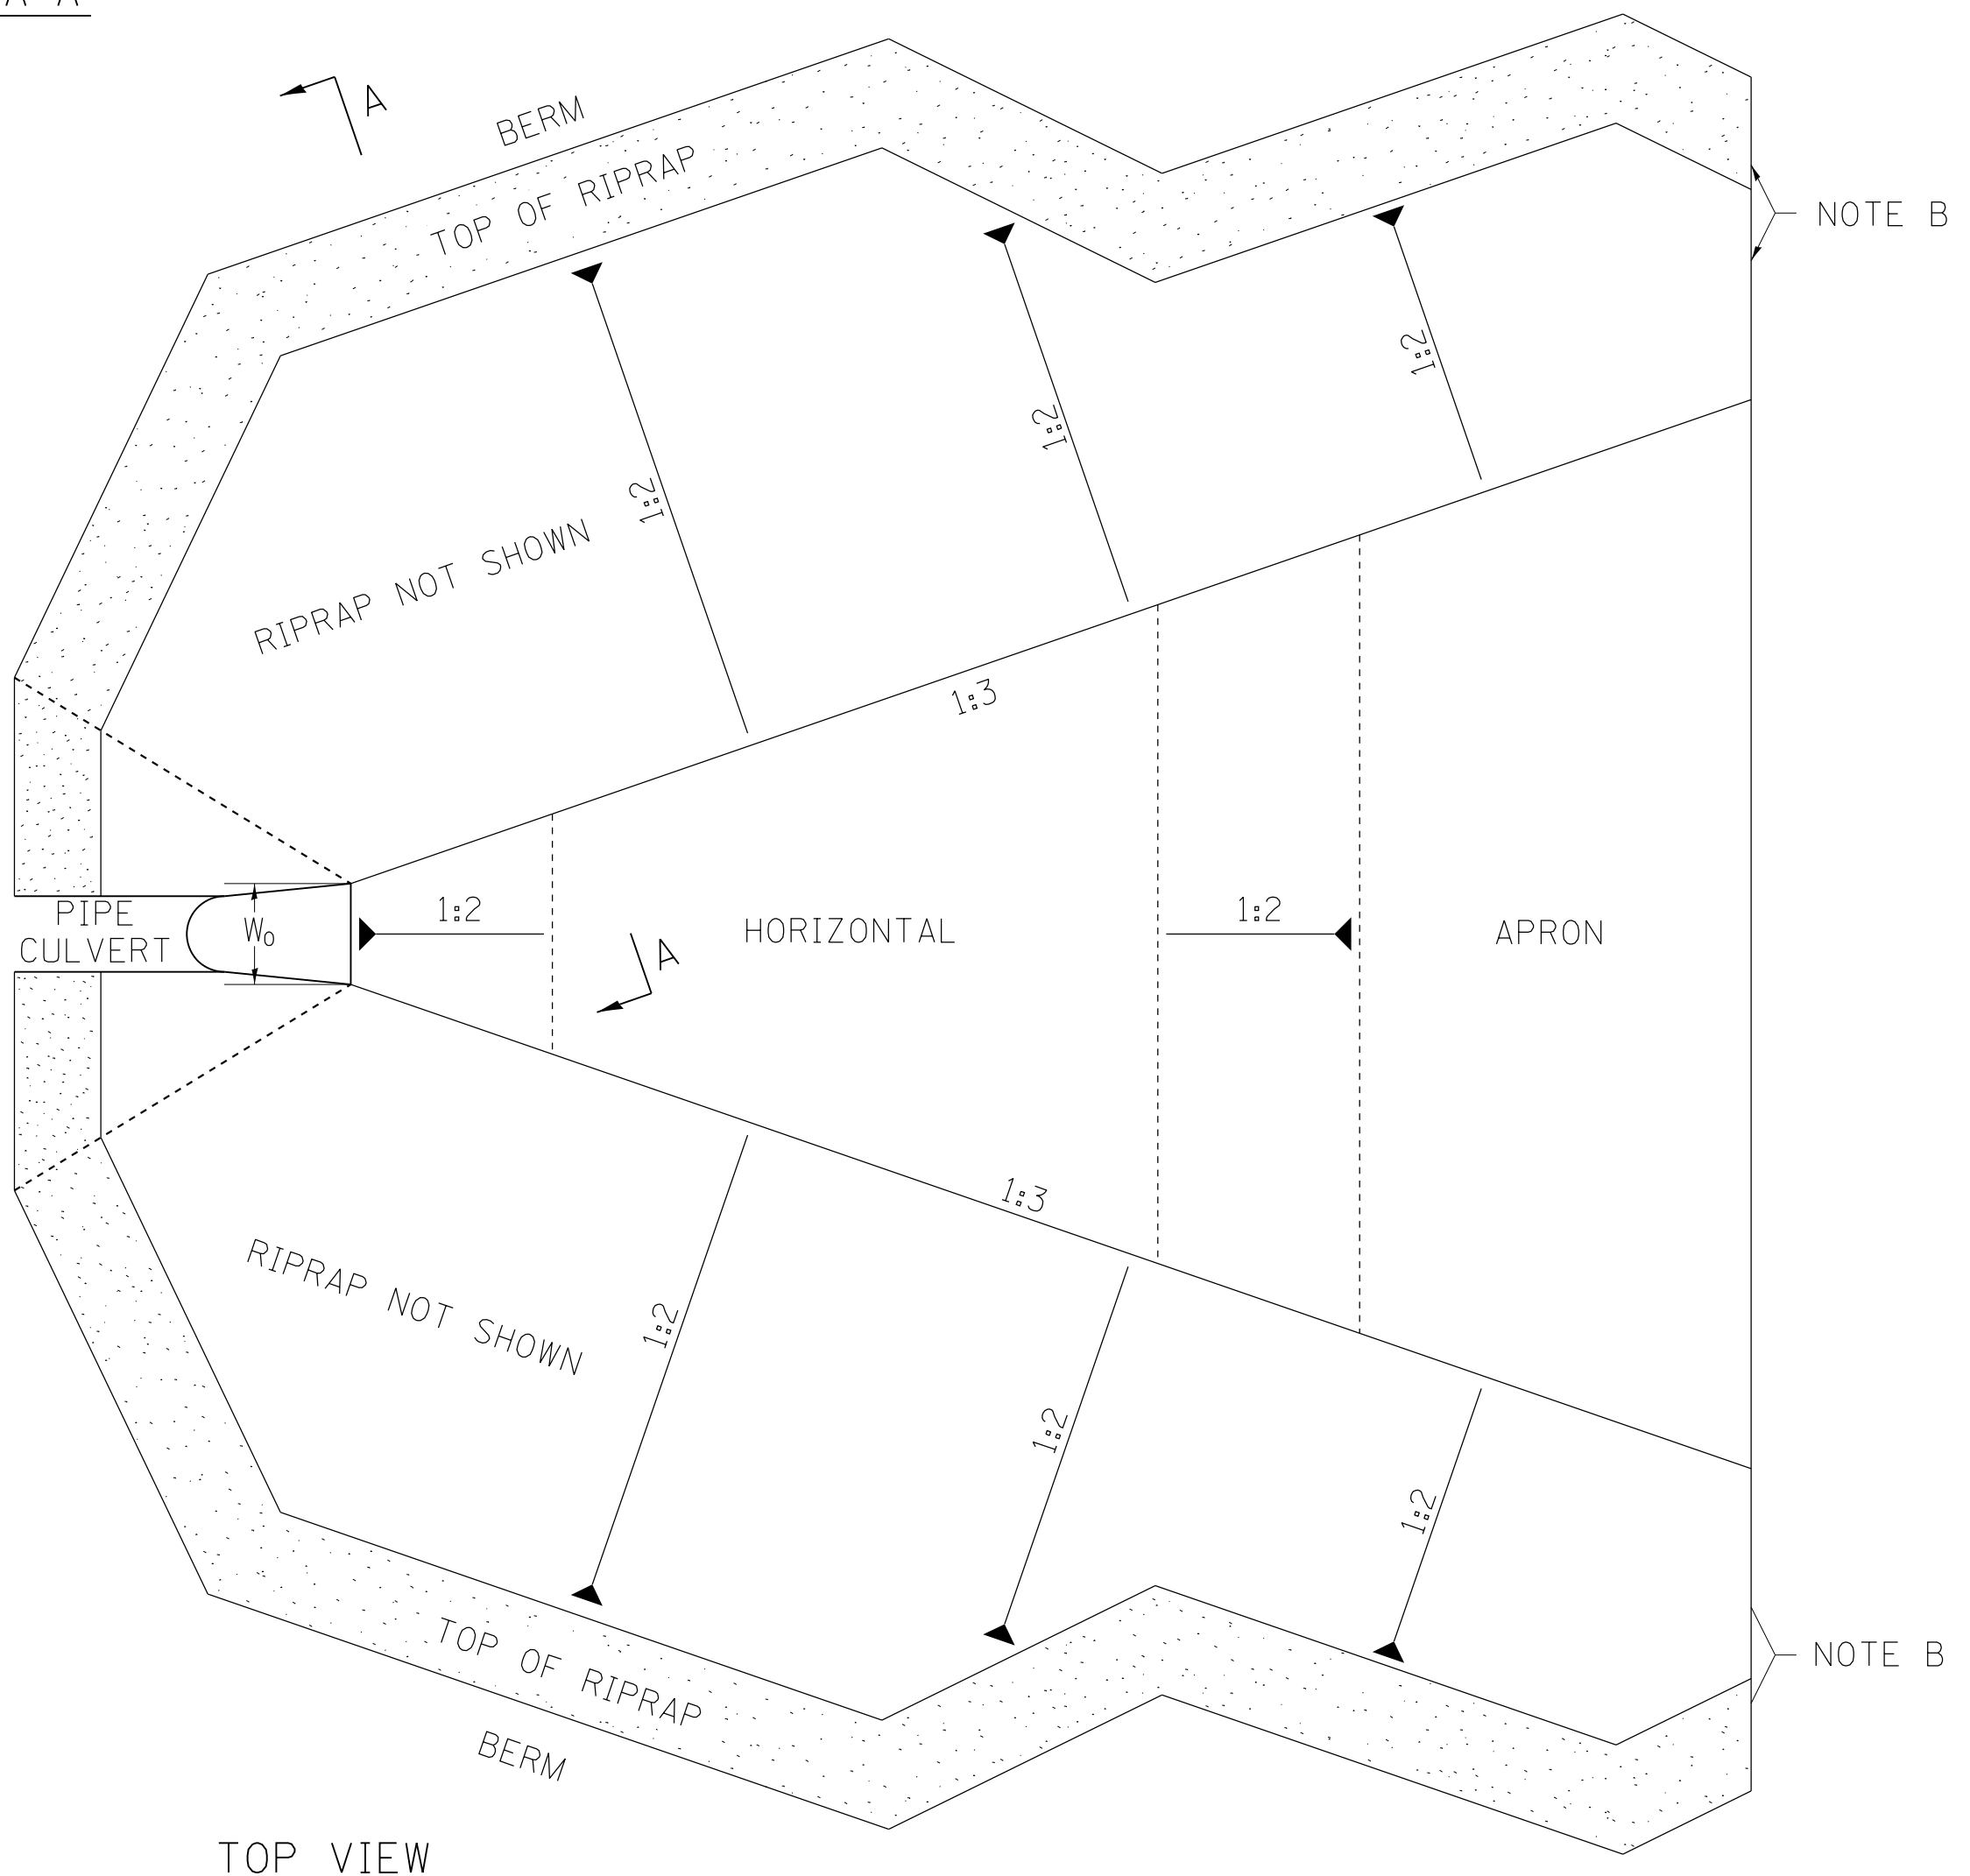 A
BERM
TOP OF RIPRAP
NOTE B
1:2
1:2
1:2
RIPRAP NOT SHOWN
1:3
PIPE
CULVERT
W0
1:2
HORIZONTAL
1:2
APRON
A
1:3
RIPRAP NOT SHOWN
1:2
1:2
1:2
TOP OF RIPRAP
NOTE B
BERM
TOP VIEW